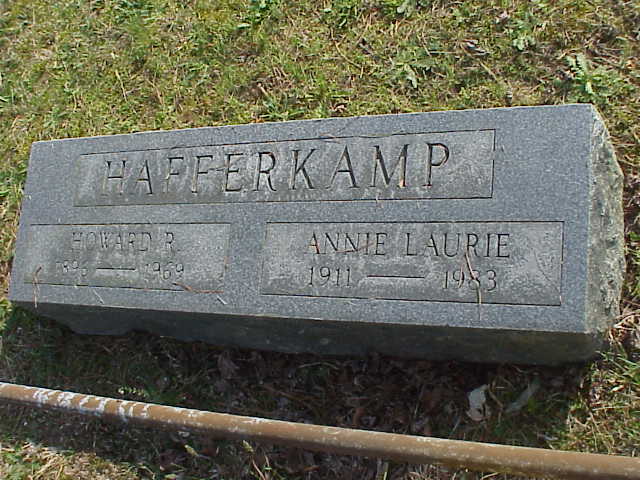 HAFFERKAMP
HOWARD R.
1969
ANNIE LAURIE
1911 — 1983